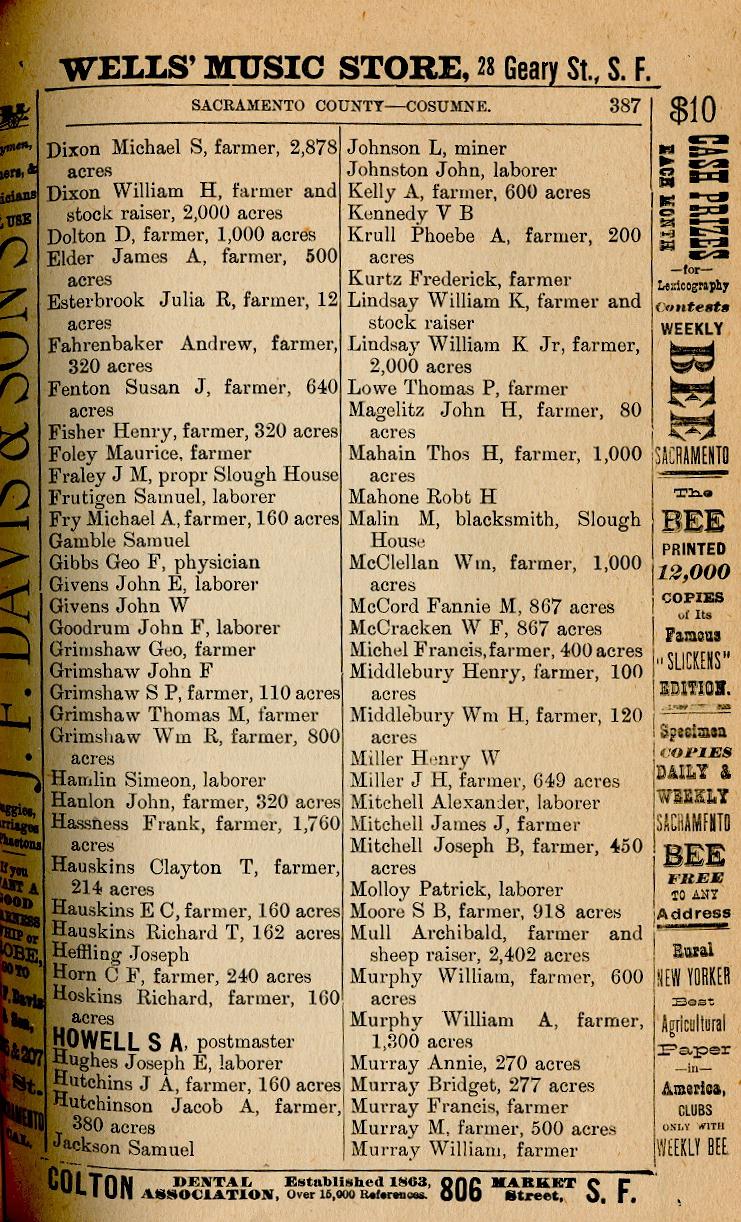 WELLS' MUSIC STORE, 28 Geary St., S. F.
SACRAMENTO COUNTY—COSUMNE. 387
Dixon Michael S, farmer, 2,878
acres
Dixon William H, farmer and
stock raiser, 2,000 acres
Dolton D, farmer, 1,000 acres
Elder James A, farmer, 500
acres
Esterbrook Julia R, farmer, 12
acres
Fahrenbaker Andrew, farmer,
320 acres
Fenton Susan J, farmer, 640
acres
Fisher Henry, farmer, 320 acres
Foley Maurice, farmer
Fraley J M, propr Slough House
Frutigen Samuel, laborer
Fry Michael A, farmer, 160 acres
Gamble Samuel
Gibbs Geo F, physician
Givens John E, laborer
Givens John W
Goodrum John F, laborer
Grimshaw Geo, farmer
Grimshaw John F
Grimshaw S P, farmer, 110 acres
Grimshaw Thomas M, farmer
Grimshaw Wm R, farmer, 800
acres
Hamlin Simeon, laborer
Hanlon John, farmer, 320 acres
Hassness Frank, farmer, 1,760
acres
Hauskins Clayton T, farmer,
214 acres
Hauskins E C, farmer, 160 acres
Hauskins Richard T, 162 acres
Heffling Joseph
Horn C F, farmer, 240 acres
Hoskins Richard, farmer, 160
acres
HOWELL S A, postmaster
Hughes Joseph E, laborer
Hutchins J A, farmer, 160 acres
Hutchinson Jacob A, farmer,
380 acres
Jackson Samuel
Johnson L, miner
Johnston John, laborer
Kelly A, farmer, 600 acres
Kennedy V B
Krull Phoebe A, farmer, 200
acres
Kurtz Frederick, farmer
Lindsay William K, farmer and
stock raiser
Lindsay William K Jr, farmer,
2,000 acres
Lowe Thomas P, farmer
Magelitz John H, farmer, 80
acres
Mahain Thos H, farmer, 1,000
acres
Mahone Robt H
Malin M, blacksmith, Slough
House
McClellan Wm, farmer, 1,000
acres
McCord Fannie M, 867 acres
McCracken W F, 867 acres
Michel Francis, farmer, 400 acres
Middlebury Henry, farmer, 100
acres
Middlebury Wm H, farmer, 120
acres
Miller Henry W
Miller J H, farmer, 649 acres
Mitchell Alexander, laborer
Mitchell James J, farmer
Mitchell Joseph B, farmer, 450
acres
Molloy Patrick, laborer
Moore S B, farmer, 918 acres
Mull Archibald, farmer and
sheep raiser, 2,402 acres
Murphy William, farmer, 600
acres
Murphy William A, farmer,
1,300 acres
Murray Annie, 270 acres
Murray Bridget, 277 acres
Murray Francis, farmer
Murray M, farmer, 500 acres
Murray William, farmer
$10
CASH PRIZES
EACH MONTH
—for—
Lexicography
Contests
WEEKLY
BEE
SACRAMENTO
The
BEE
PRINTED
12,000
COPIES
of Its
Famous
"SLICKENS"
EDITION.
Specimen
COPIES
DAILY &
WEEKLY
SACRAMENTO
BEE
FREE
TO ANY
Address
Rural
NEW YORKER
Best
Agricultural
Paper
—in—
America,
CLUBS
ONLY WITH
WEEKLY BEE
J. F. DAVIS & SONS
COLTON DENTAL ASSOCIATION, Established 1863, Over 15,000 References. 806 MARKET Street, S. F.